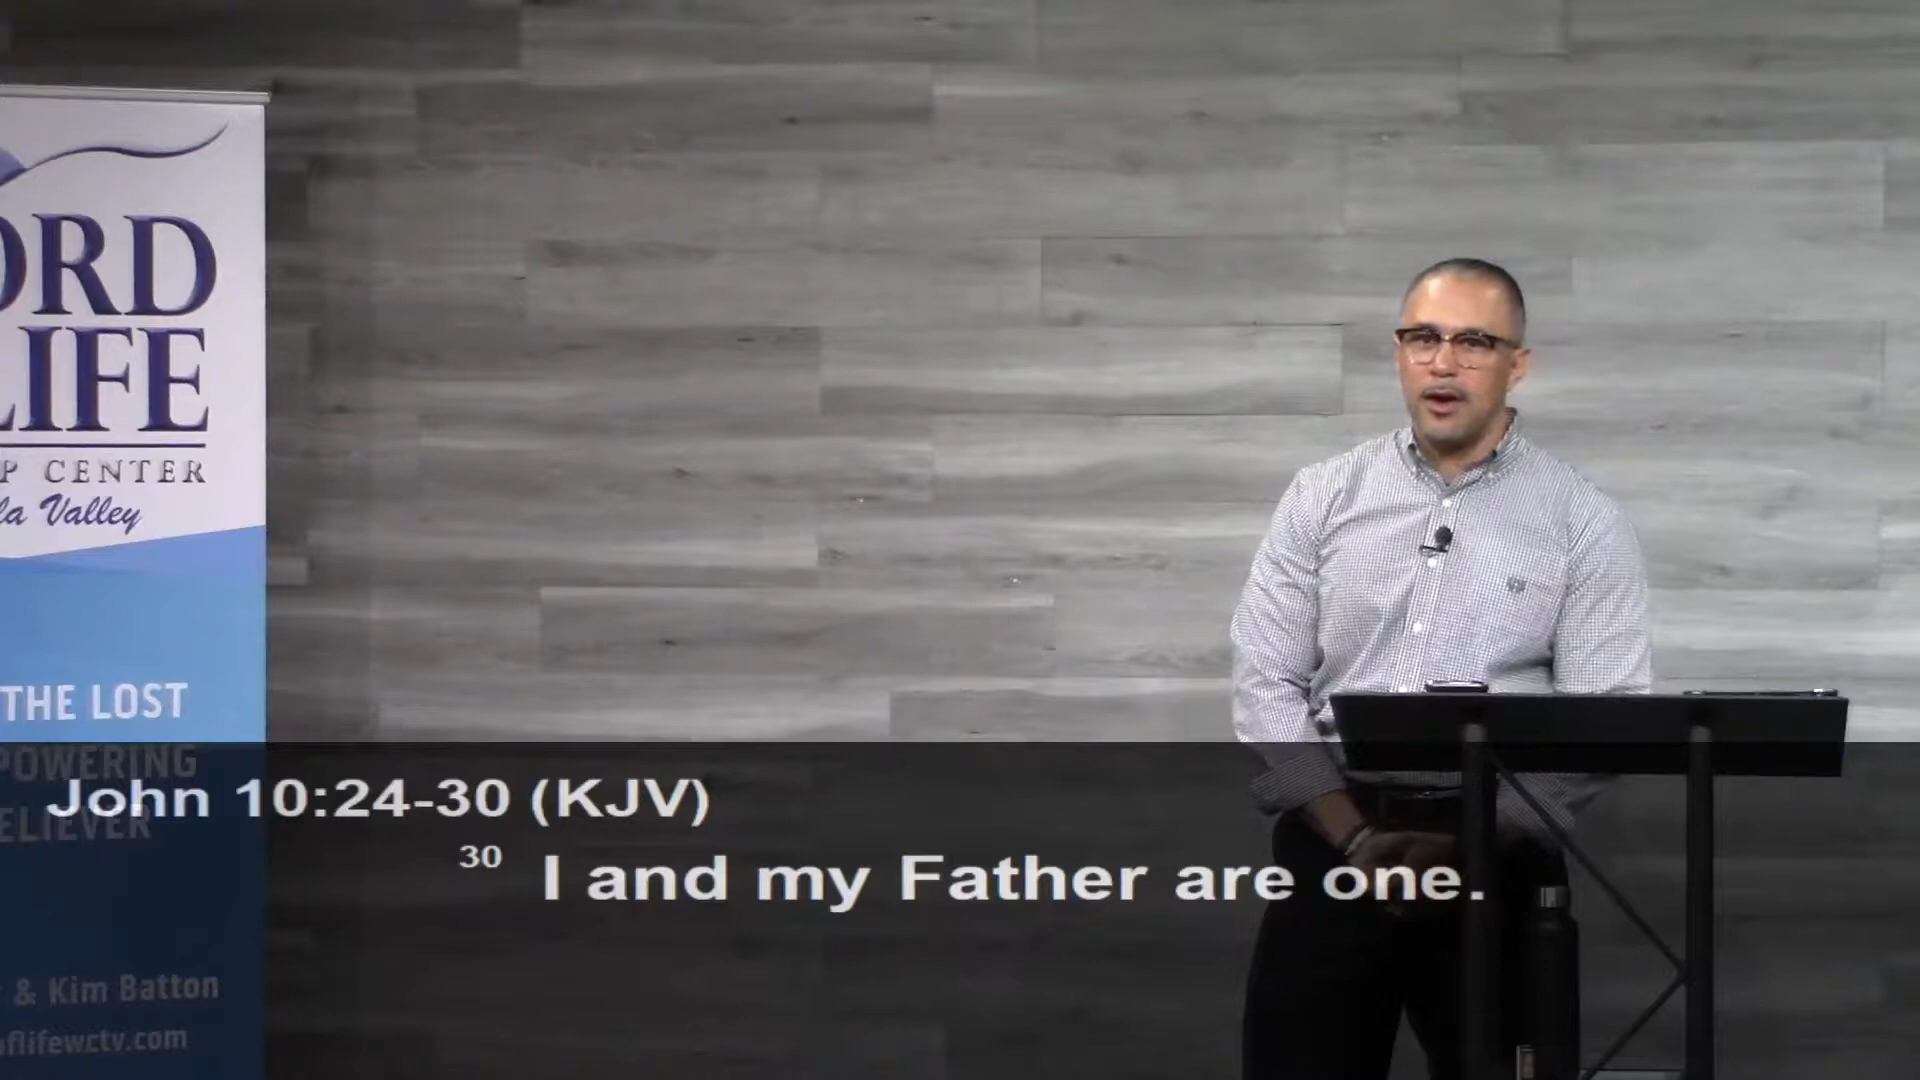 ORD
LIFE
P CENTER
la Valley
THE LOST
POWERING
ELIEVER
John 10:24-30 (KJV)
30 I and my Father are one.
& Kim Batton
oflifewctv.com